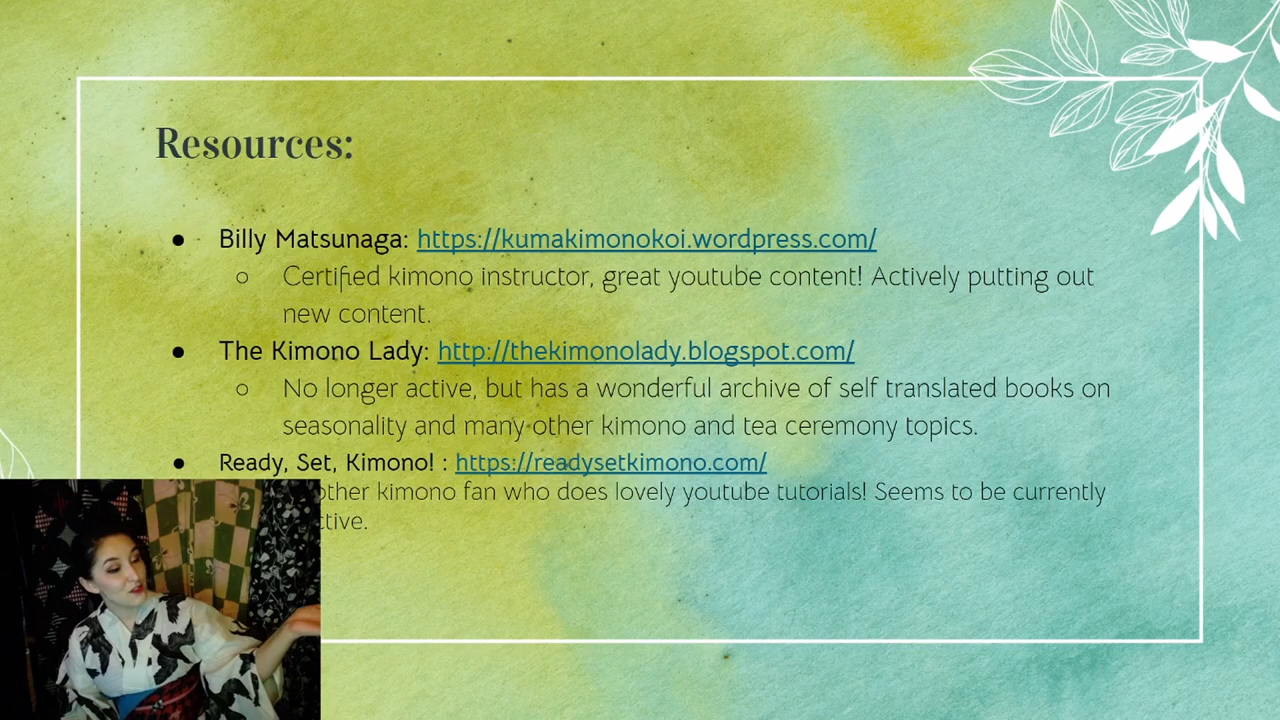 Resources:
● Billy Matsunaga: https://kumakimonokoi.wordpress.com/
○ Certified kimono instructor, great youtube content! Actively putting out
new content.
● The Kimono Lady: http://thekimonolady.blogspot.com/
○ No longer active, but has a wonderful archive of self translated books on
seasonality and many other kimono and tea ceremony topics.
● Ready, Set, Kimono! : https://readysetkimono.com/
other kimono fan who does lovely youtube tutorials! Seems to be currently
ctive.